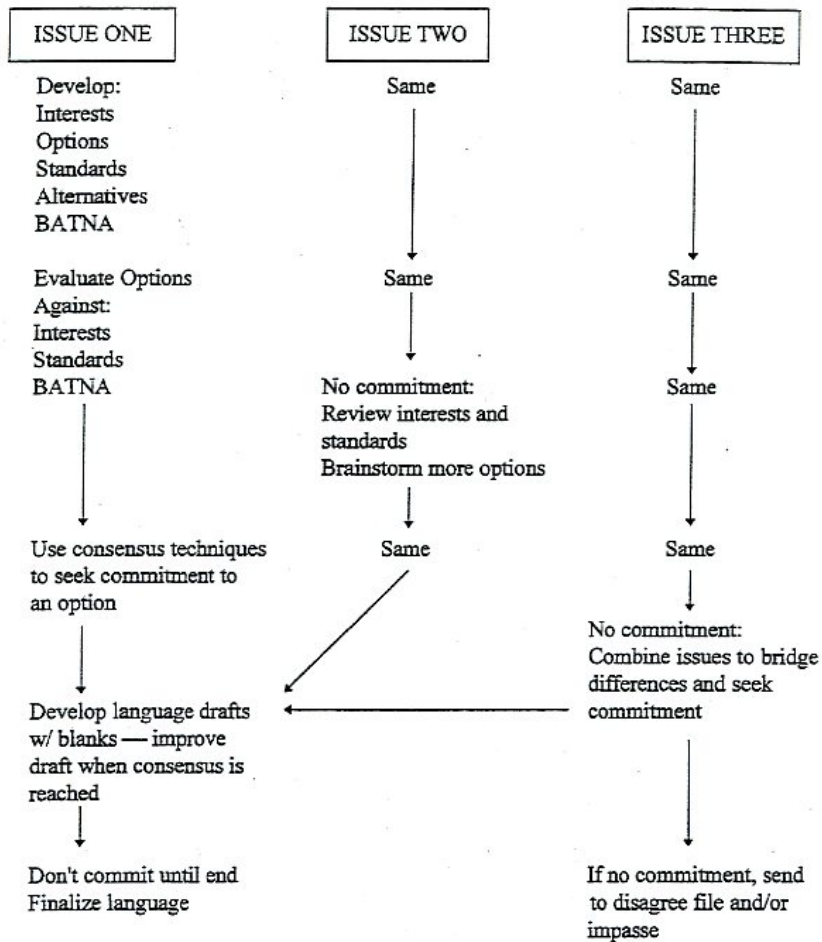 ISSUE ONE
Develop:
Interests
Options
Standards
Alternatives
BATNA
Evaluate Options
Against:
Interests
Standards
BATNA
Use consensus techniques
to seek commitment to
an option
Develop language drafts
w/ blanks — improve
draft when consensus is
reached
Don't commit until end
Finalize language
ISSUE TWO
Same
Same
No commitment:
Review interests and
standards
Brainstorm more options
Same
ISSUE THREE
Same
Same
Same
Same
No commitment:
Combine issues to bridge
differences and seek
commitment
If no commitment, send
to disagree file and/or
impasse